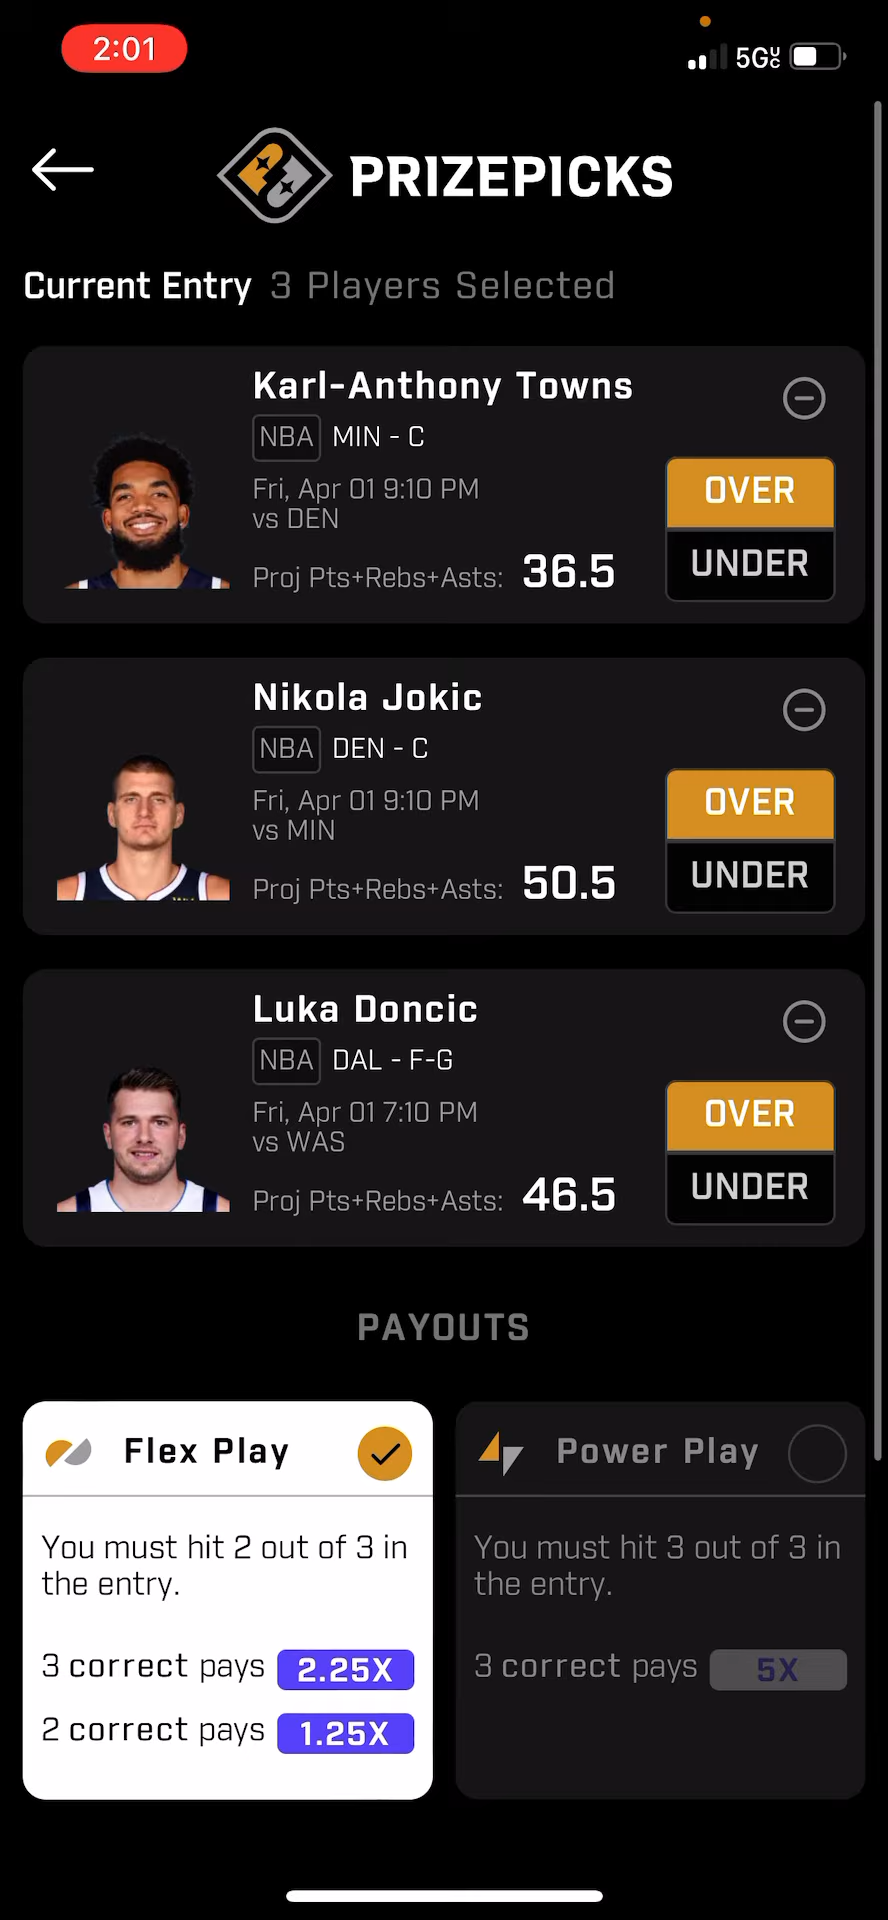 2:01
5GUC
PRIZEPICKS
Current Entry 3 Players Selected
Karl-Anthony Towns
NBA MIN - C
Fri, Apr 01 9:10 PM
vs DEN
Proj Pts+Rebs+Asts: 36.5
OVER
UNDER
Nikola Jokic
NBA DEN - C
Fri, Apr 01 9:10 PM
vs MIN
Proj Pts+Rebs+Asts: 50.5
OVER
UNDER
Luka Doncic
NBA DAL - F-G
Fri, Apr 01 7:10 PM
vs WAS
Proj Pts+Rebs+Asts: 46.5
OVER
UNDER
PAYOUTS
Flex Play
You must hit 2 out of 3 in
the entry.
3 correct pays 2.25X
2 correct pays 1.25X
Power Play
You must hit 3 out of 3 in
the entry.
3 correct pays 5X